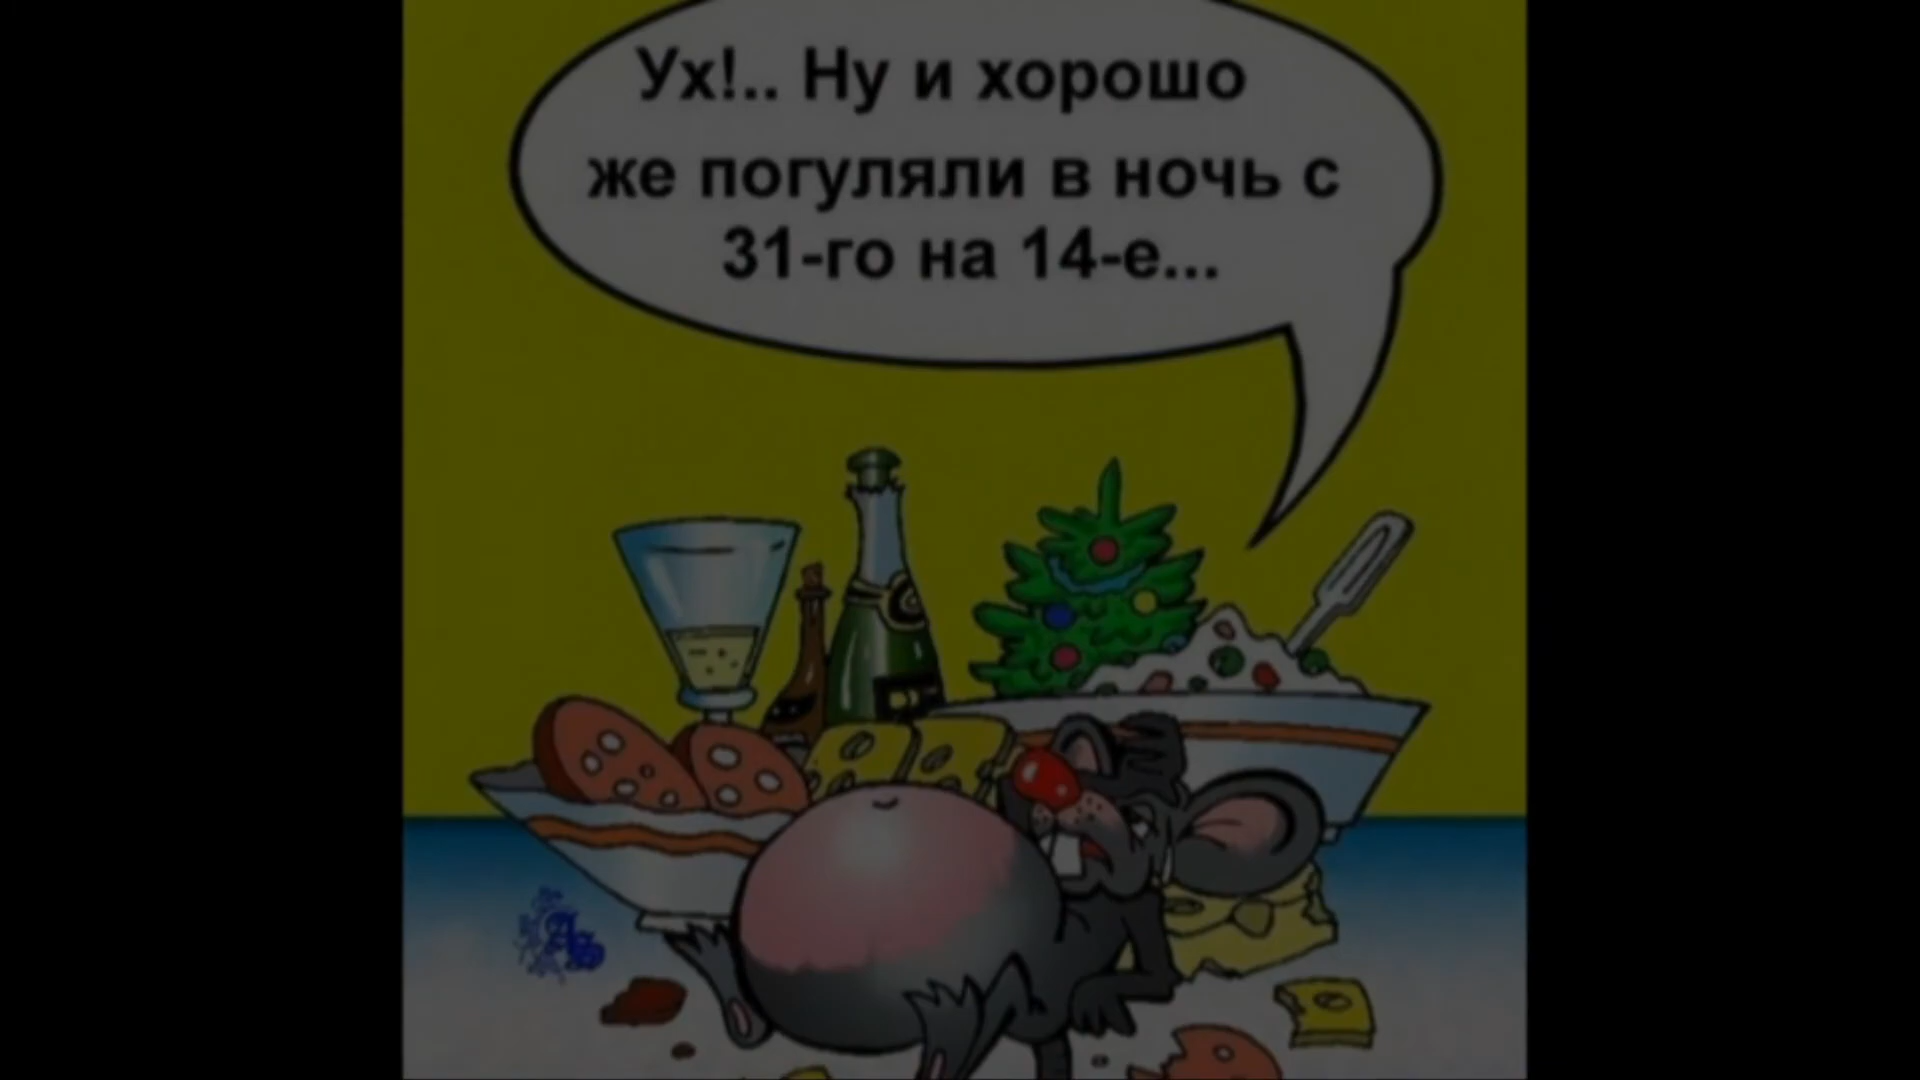 Ух!.. Ну и хорошо
же погуляли в ночь с
31-го на 14-е...